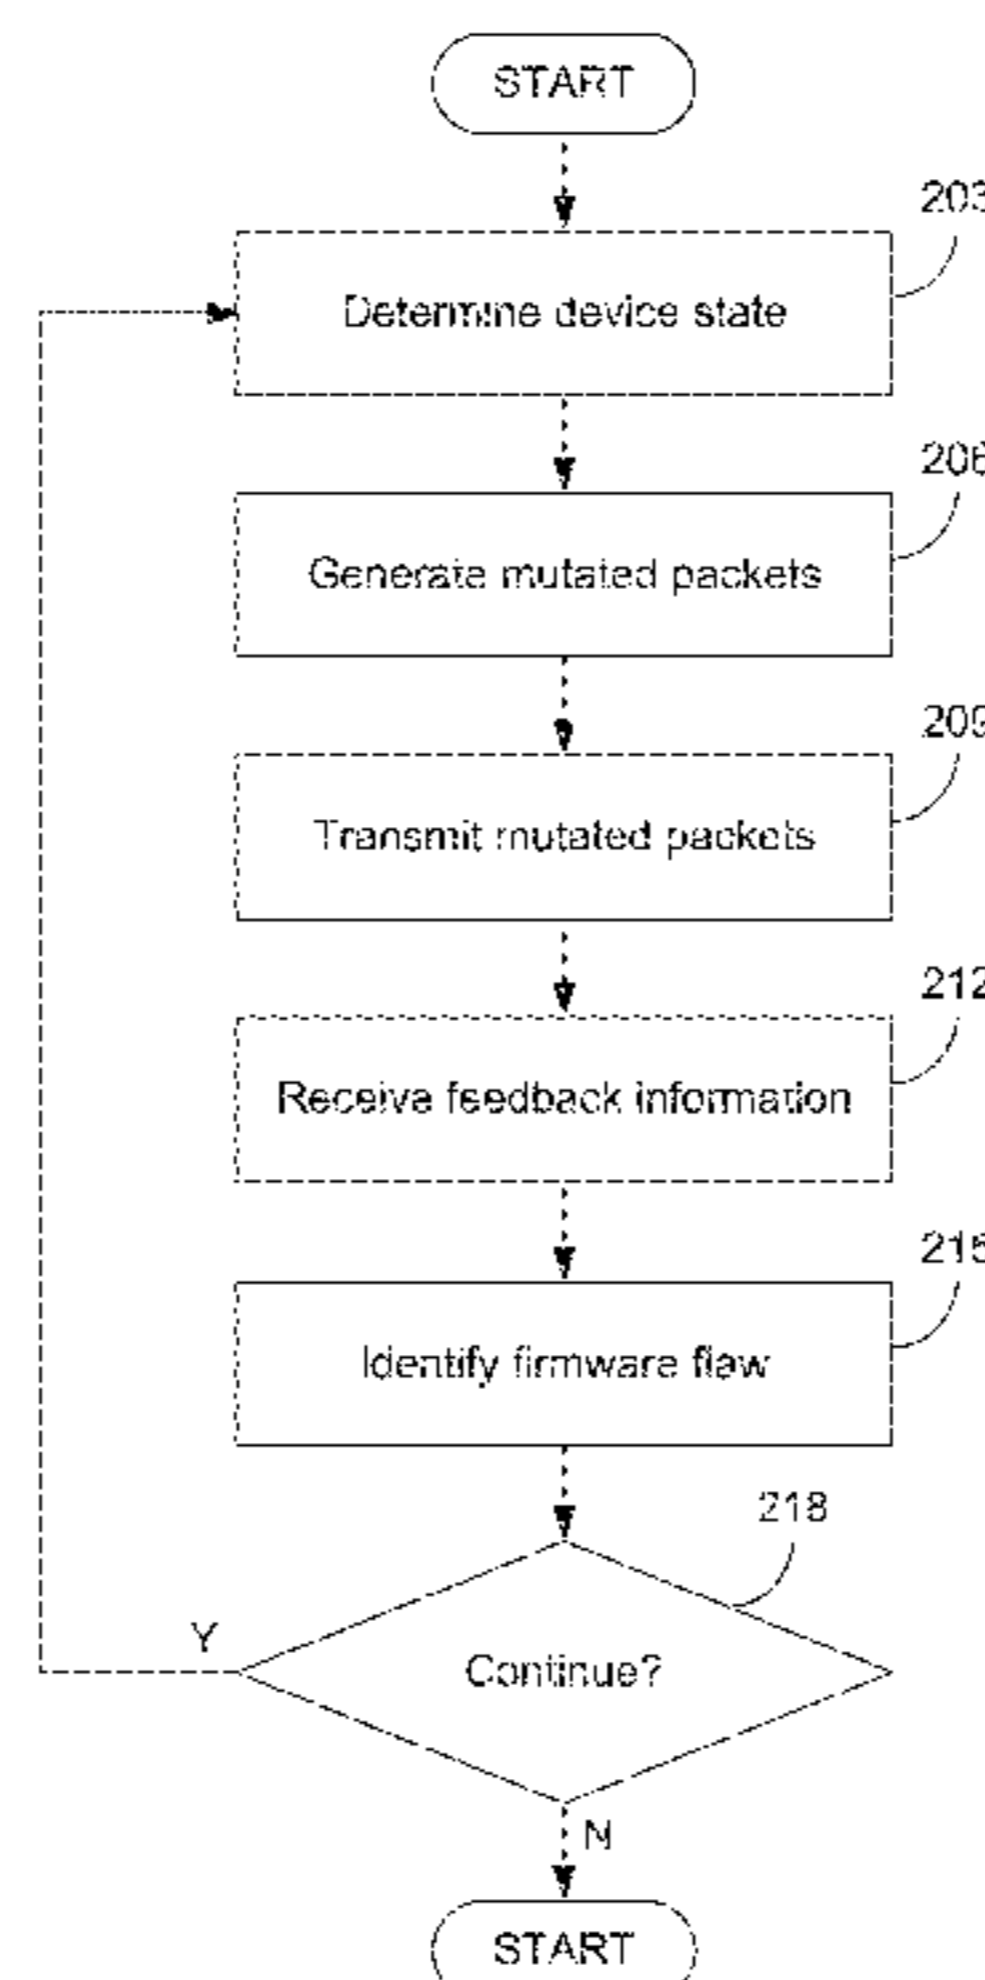 START
203
Determine device state
206
Generate mutated packets
209
Transmit mutated packets
212
Receive feedback information
215
Identify firmware flaw
218
Y
Continue?
N
START